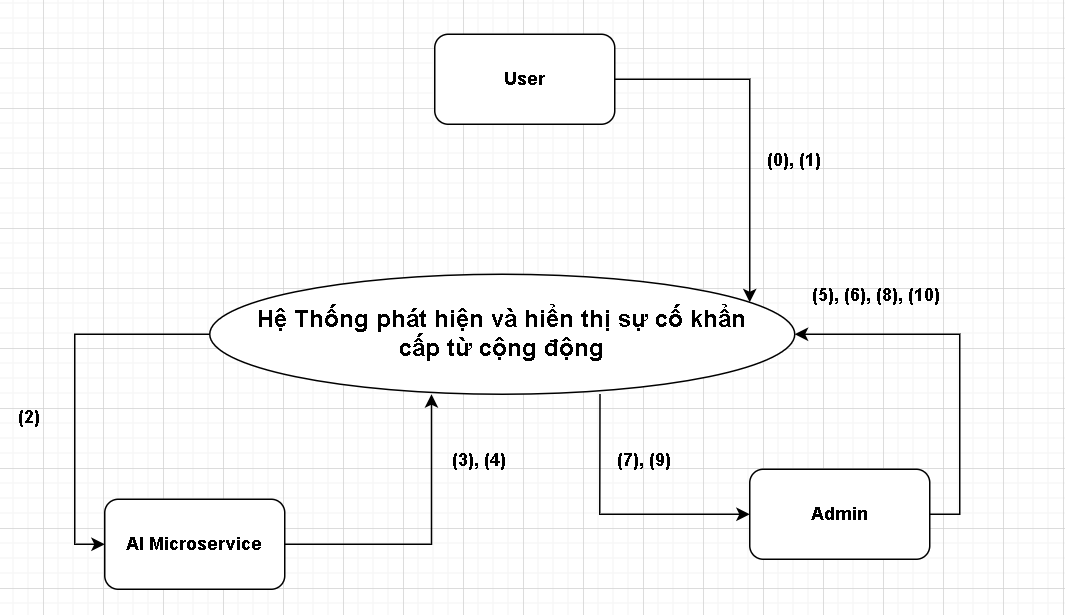 User
(0), (1)
(5), (6), (8), (10)
Hệ Thống phát hiện và hiển thị sự cố khẩn
cấp từ cộng động
(2)
(3), (4)
(7), (9)
Admin
AI Microservice